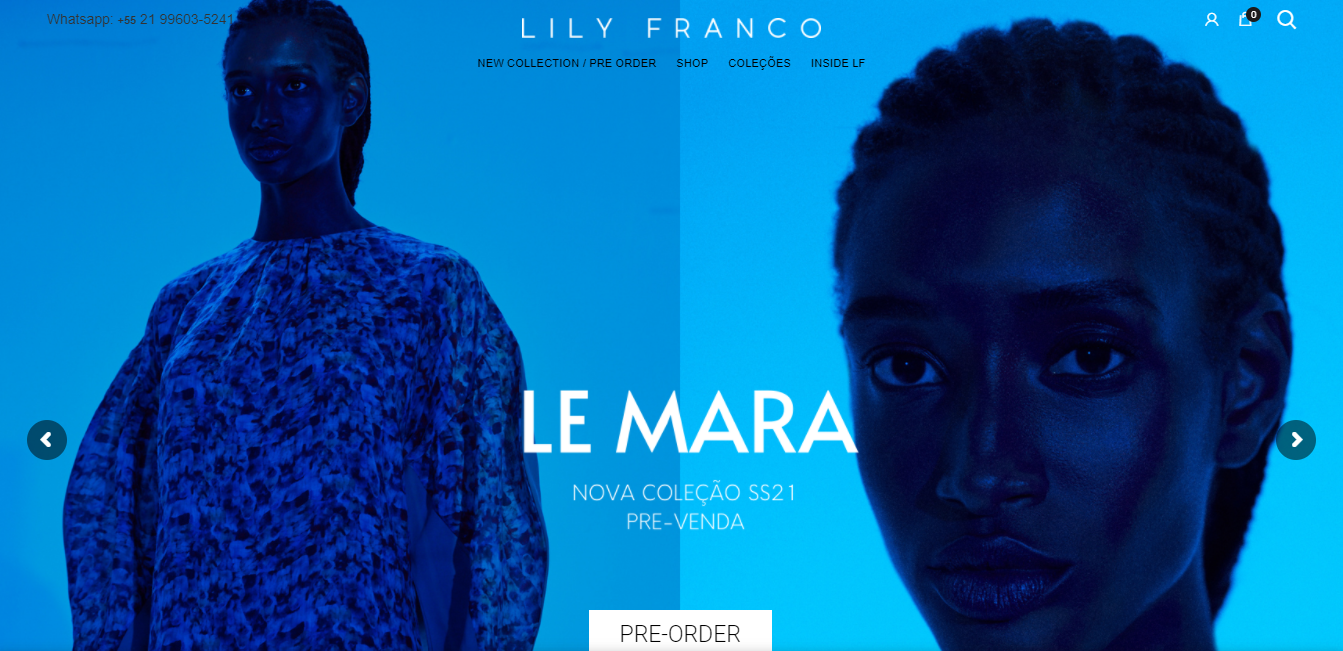 Whatsapp: +55 21 99603-5241
LILY FRANCO
0
NEW COLLECTION / PRE ORDER SHOP COLEÇÕES INSIDE LF
LE MARA
NOVA COLEÇÃO SS21
PRE-VENDA
PRE-ORDER